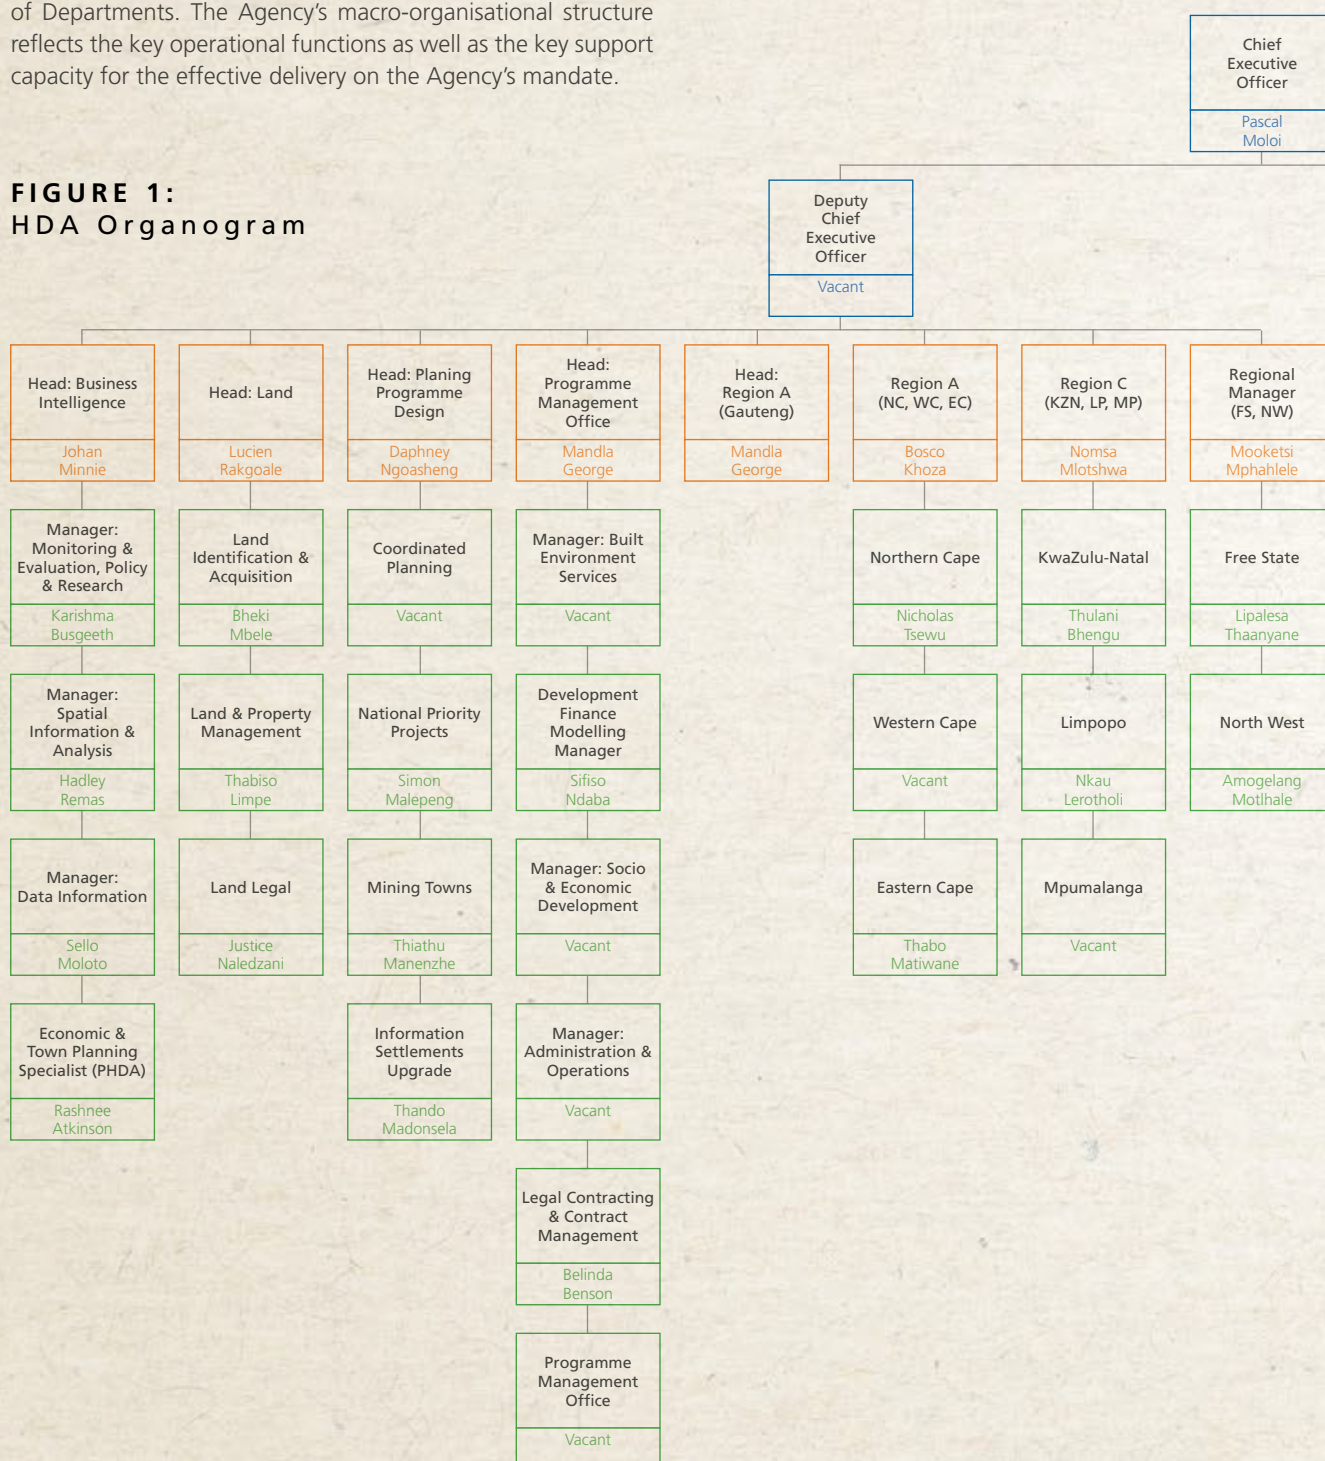 of Departments. The Agency's macro-organisational structure
reflects the key operational functions as well as the key support
capacity for the effective delivery on the Agency's mandate.
Chief
Executive
Officer
Pascal
Moloi
FIGURE 1:
HDA Organogram
Deputy
Chief
Executive
Officer
Vacant
Head: Business
Intelligence
Johan
Minnie
Head: Land
Lucien
Rakgoale
Head: Planing
Programme
Design
Daphney
Ngoasheng
Head:
Programme
Management
Office
Mandla
George
Head:
Region A
(Gauteng)
Mandla
George
Region A
(NC, WC, EC)
Bosco
Khoza
Region C
(KZN, LP, MP)
Nomsa
Mlotshwa
Regional
Manager
(FS, NW)
Mooketsi
Mphahlele
Manager:
Monitoring &
Evaluation, Policy
& Research
Karishma
Busgeeth
Land
Identification &
Acquisition
Bheki
Mbele
Coordinated
Planning
Vacant
Manager: Built
Environment
Services
Vacant
Northern Cape
Nicholas
Tsewu
KwaZulu-Natal
Thulani
Bhengu
Free State
Lipalesa
Thaanyane
Manager:
Spatial
Information &
Analysis
Hadley
Remas
Land & Property
Management
Thabiso
Limpe
National Priority
Projects
Simon
Malepeng
Development
Finance
Modelling
Manager
Sifiso
Ndaba
Western Cape
Vacant
Limpopo
Nkau
Lerotholi
North West
Amogelang
Motlhale
Manager:
Data Information
Sello
Moloto
Land Legal
Justice
Naledzani
Mining Towns
Thiathu
Manenzhe
Manager: Socio
& Economic
Development
Vacant
Eastern Cape
Thabo
Matiwane
Mpumalanga
Vacant
Economic &
Town Planning
Specialist (PHDA)
Rashnee
Atkinson
Information
Settlements
Upgrade
Thando
Madonsela
Manager:
Administration &
Operations
Vacant
Legal Contracting
& Contract
Management
Belinda
Benson
Programme
Management
Office
Vacant